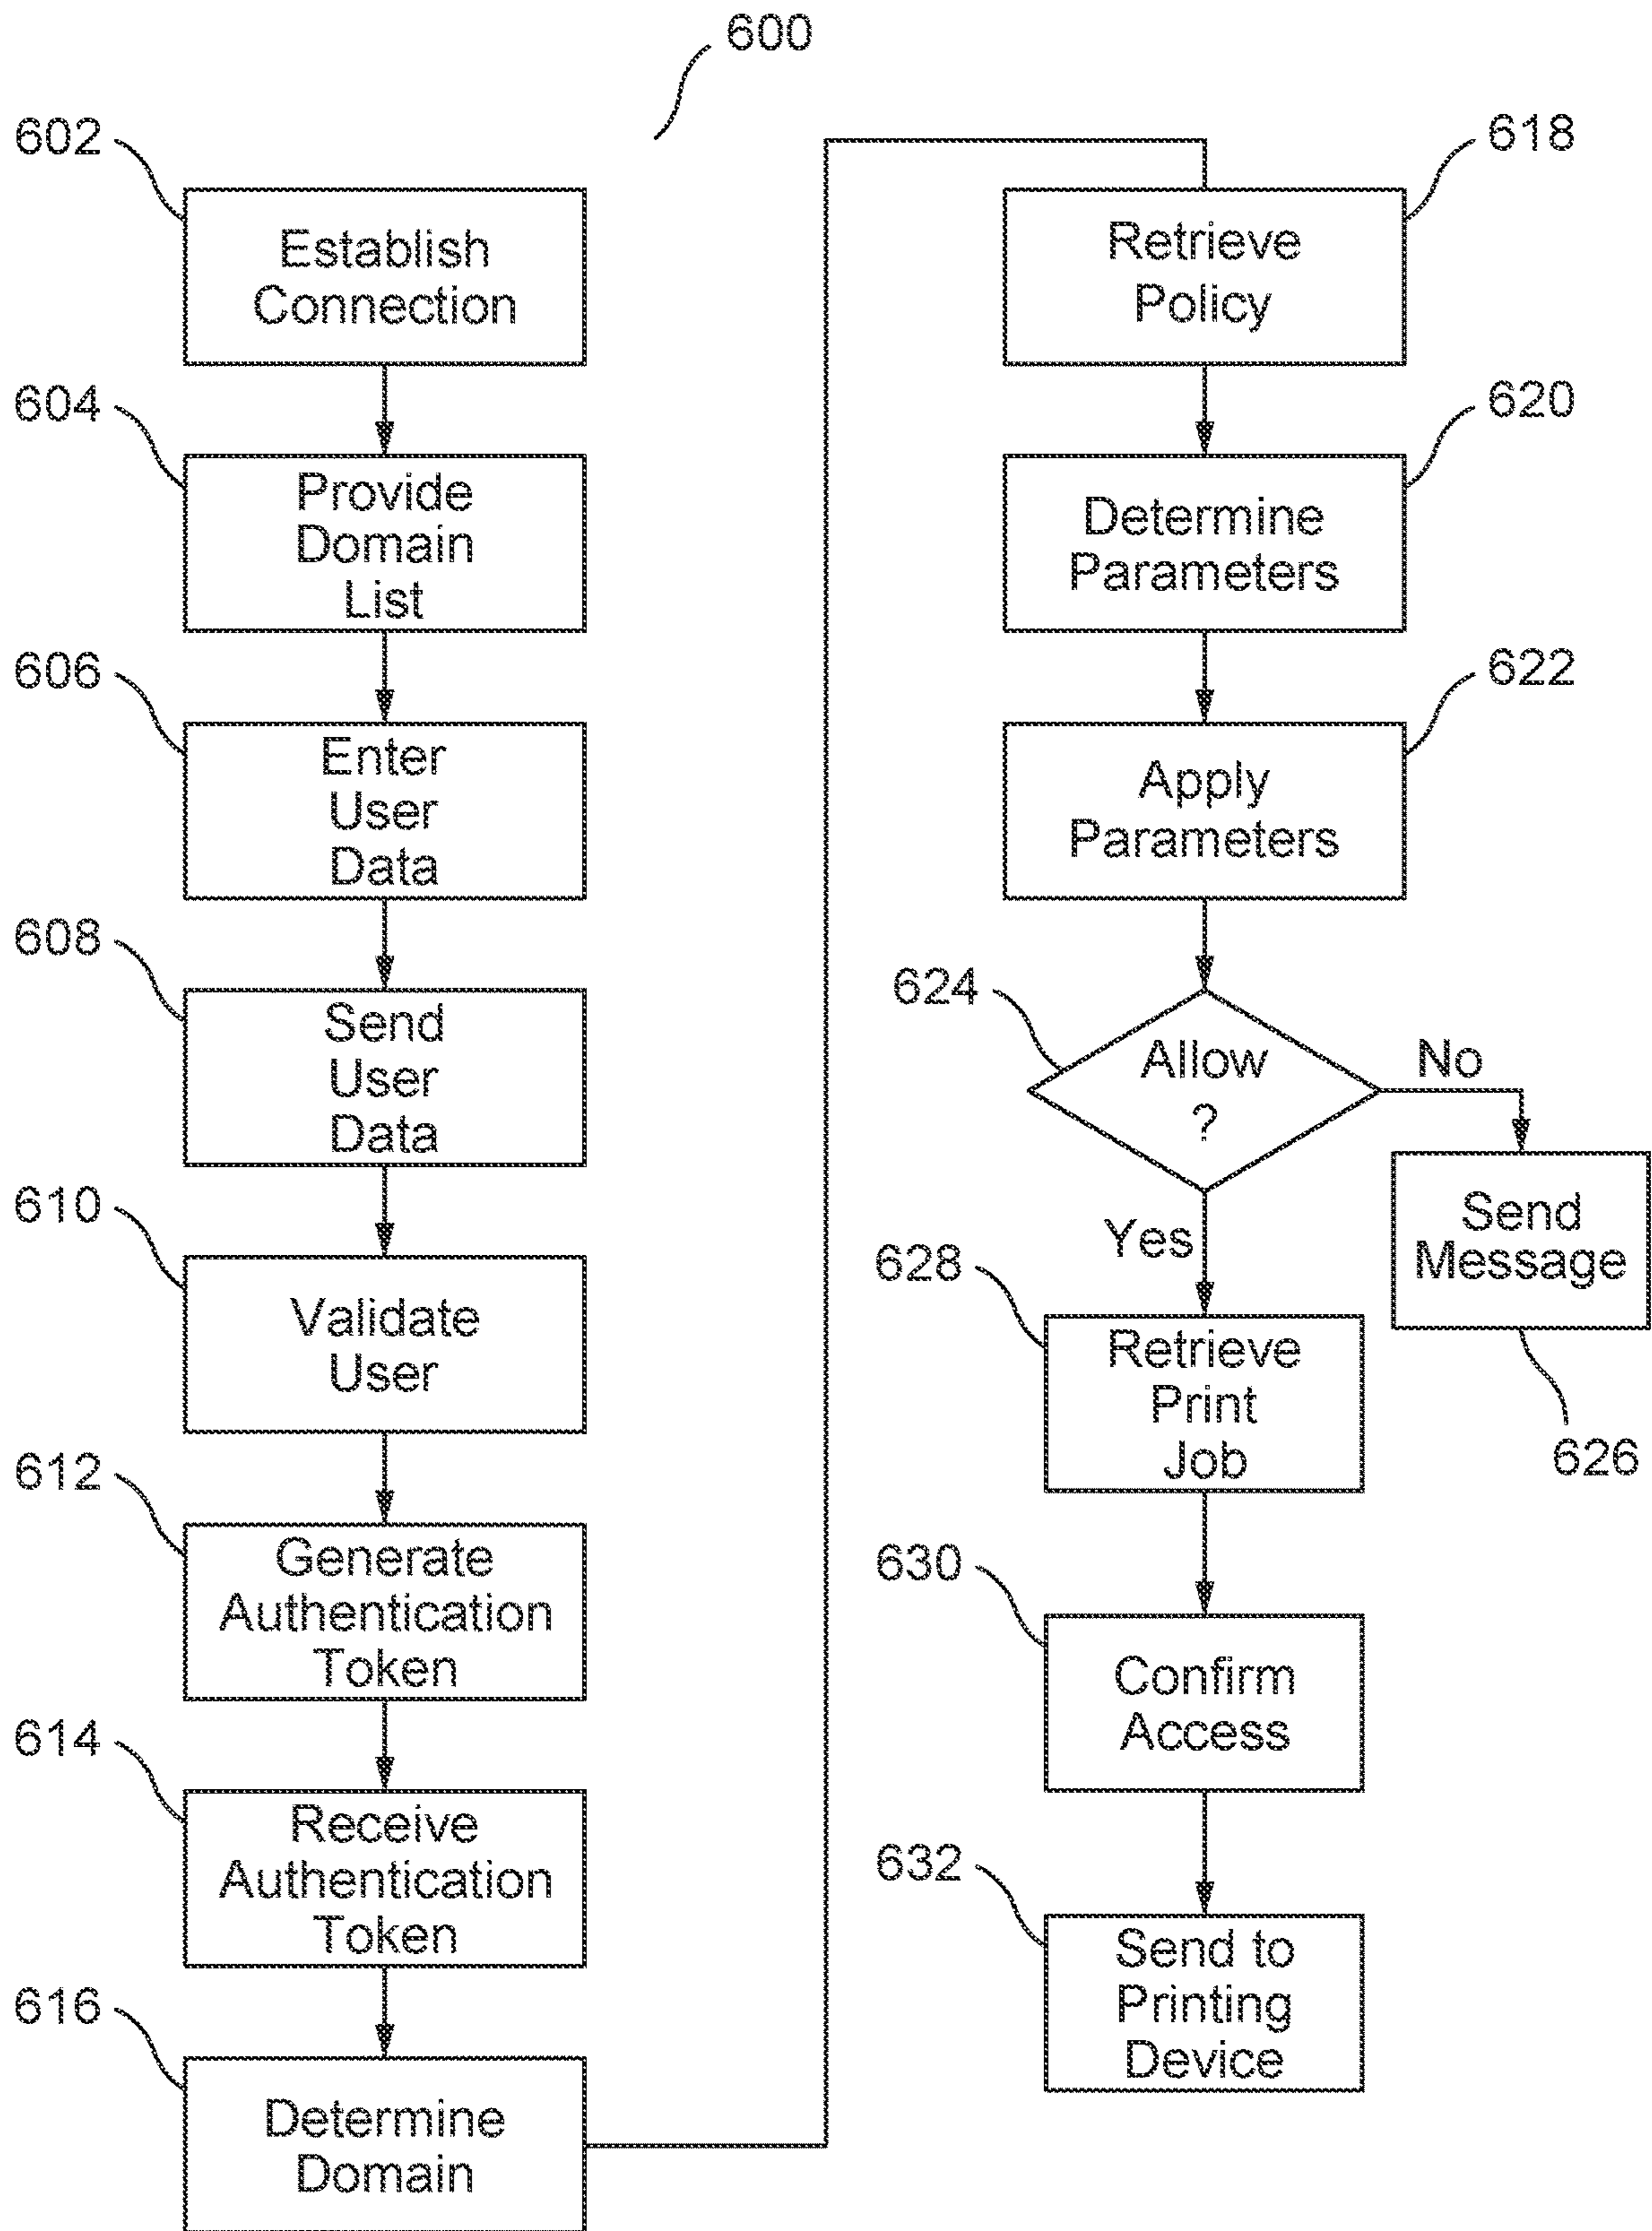 600
602
Establish
Connection
604
Provide
Domain
List
606
Enter
User
Data
608
Send
User
Data
610
Validate
User
612
Generate
Authentication
Token
614
Receive
Authentication
Token
616
Determine
Domain
618
Retrieve
Policy
620
Determine
Parameters
622
Apply
Parameters
624
Allow
?
No
Yes
Send
Message
626
628
Retrieve
Print
Job
630
Confirm
Access
632
Send to
Printing
Device